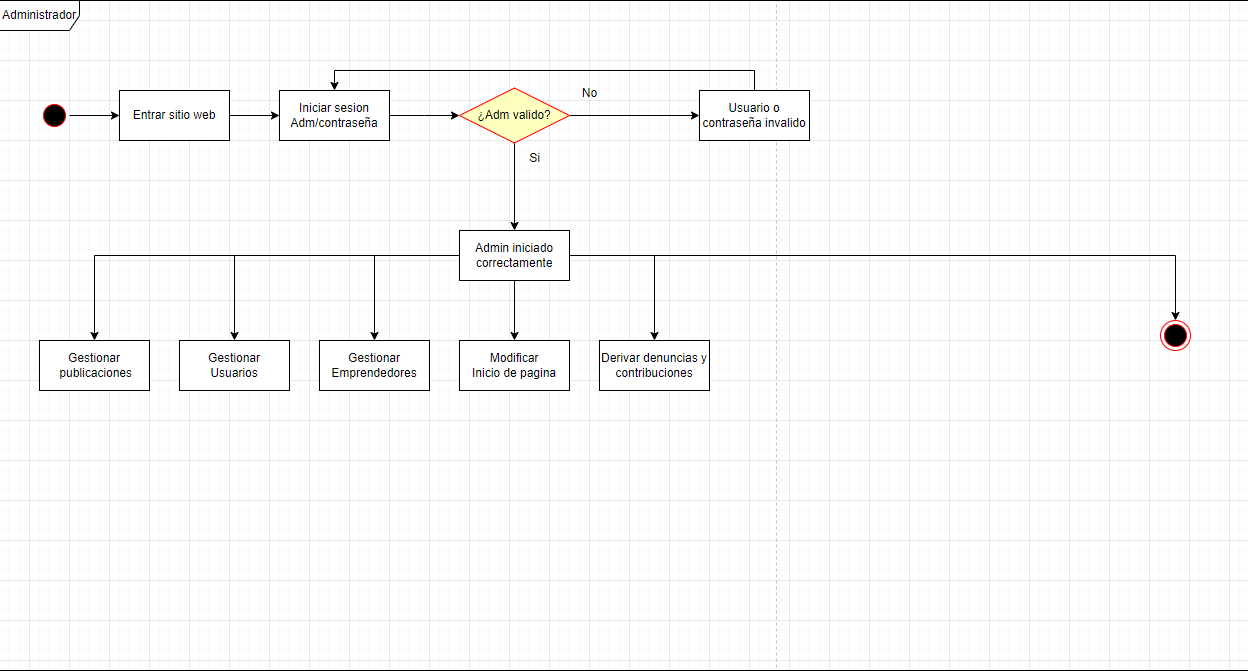 Administrador
Entrar sitio web
Iniciar sesion
Adm/contraseña
¿Adm valido?
No
Usuario o
contraseña invalido
Si
Admin iniciado
correctamente
Gestionar
publicaciones
Gestionar
Usuarios
Gestionar
Emprendedores
Modificar
Inicio de pagina
Derivar denuncias y
contribuciones